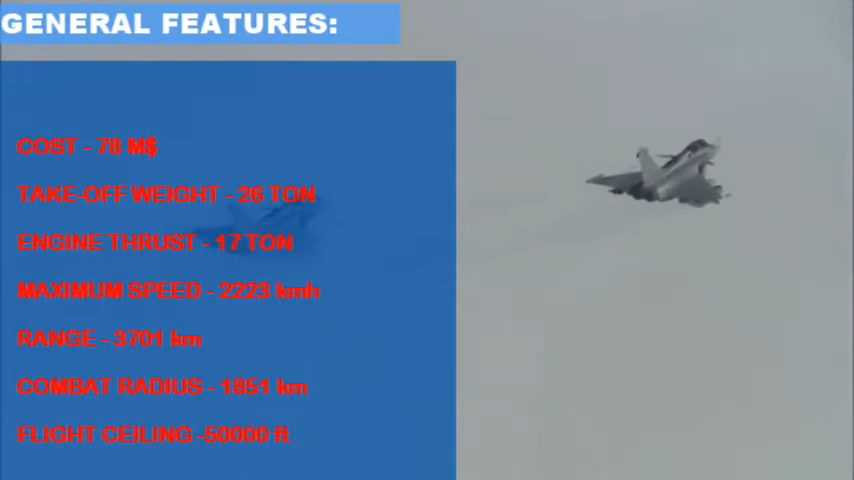 GENERAL FEATURES:
COST - 78 M$
TAKE-OFF WEIGHT - 26 TON
ENGINE THRUST - 17 TON
MAXIMUM SPEED - 2223 kmh
RANGE - 3701 km
COMBAT RADIUS - 1851 km
FLIGHT CEILING -50000 ft